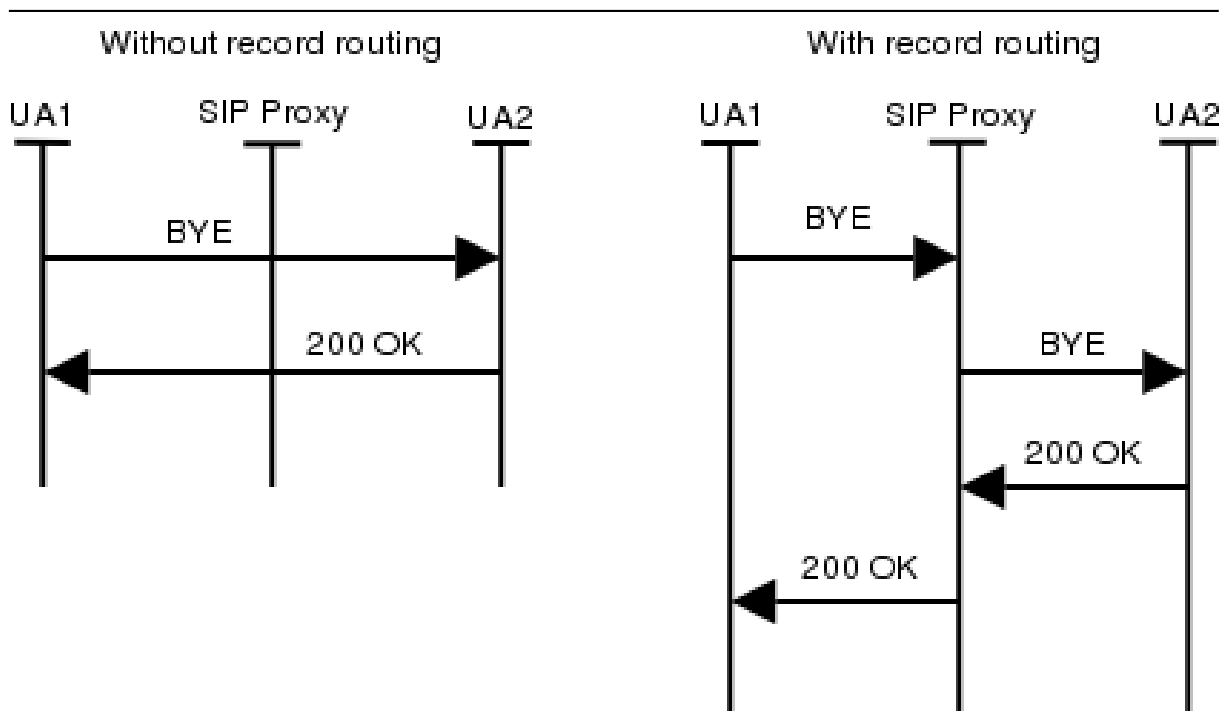 Without record routing
UA1
SIP Proxy
UA2
BYE
200 OK
With record routing
UA1
SIP Proxy
UA2
BYE
BYE
200 OK
200 OK